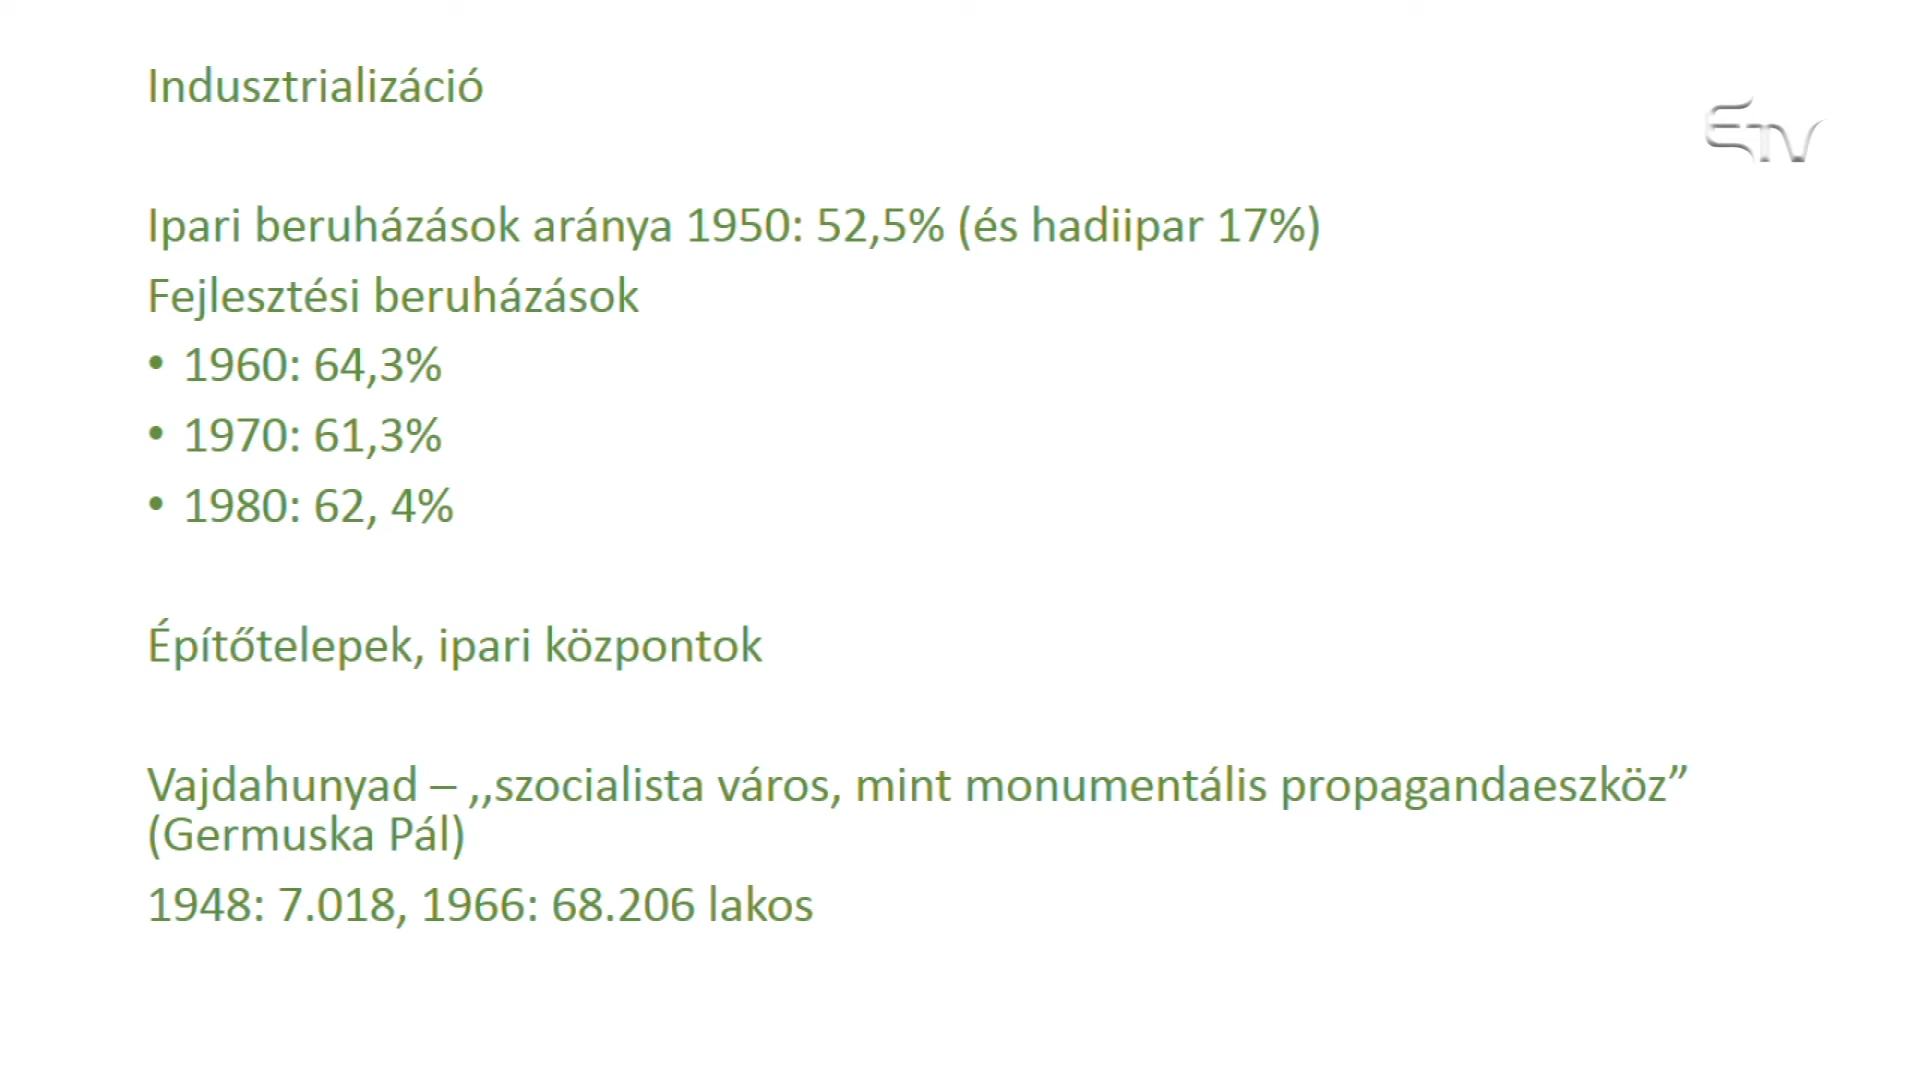 Indusztrializáció
ETV
Ipari beruházások aránya 1950: 52,5% (és hadiipar 17%)
Fejlesztési beruházások
• 1960: 64,3%
• 1970: 61,3%
• 1980: 62, 4%
Építőtelepek, ipari központok
Vajdahunyad – ,,szocialista város, mint monumentális propagandaeszköz”
(Germuska Pál)
1948: 7.018, 1966: 68.206 lakos